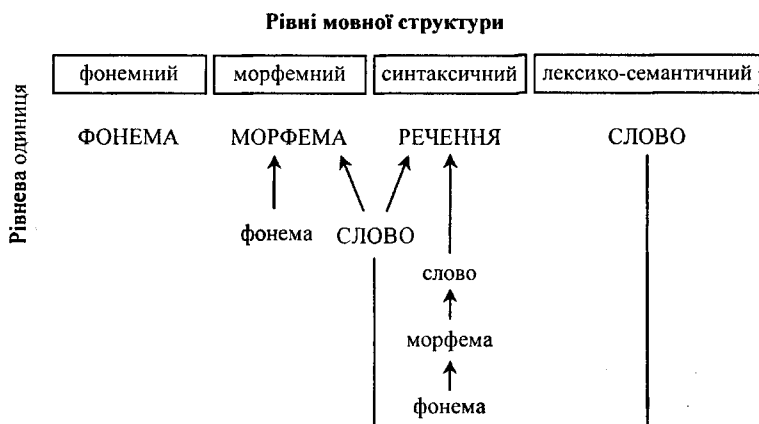 Рівні мовної структури
фонемний морфемний синтаксичний лексико-семантичний
Рівнева одиниця
ФОНЕМА МОРФЕМА РЕЧЕННЯ СЛОВО
фонема СЛОВО
слово
морфема
фонема